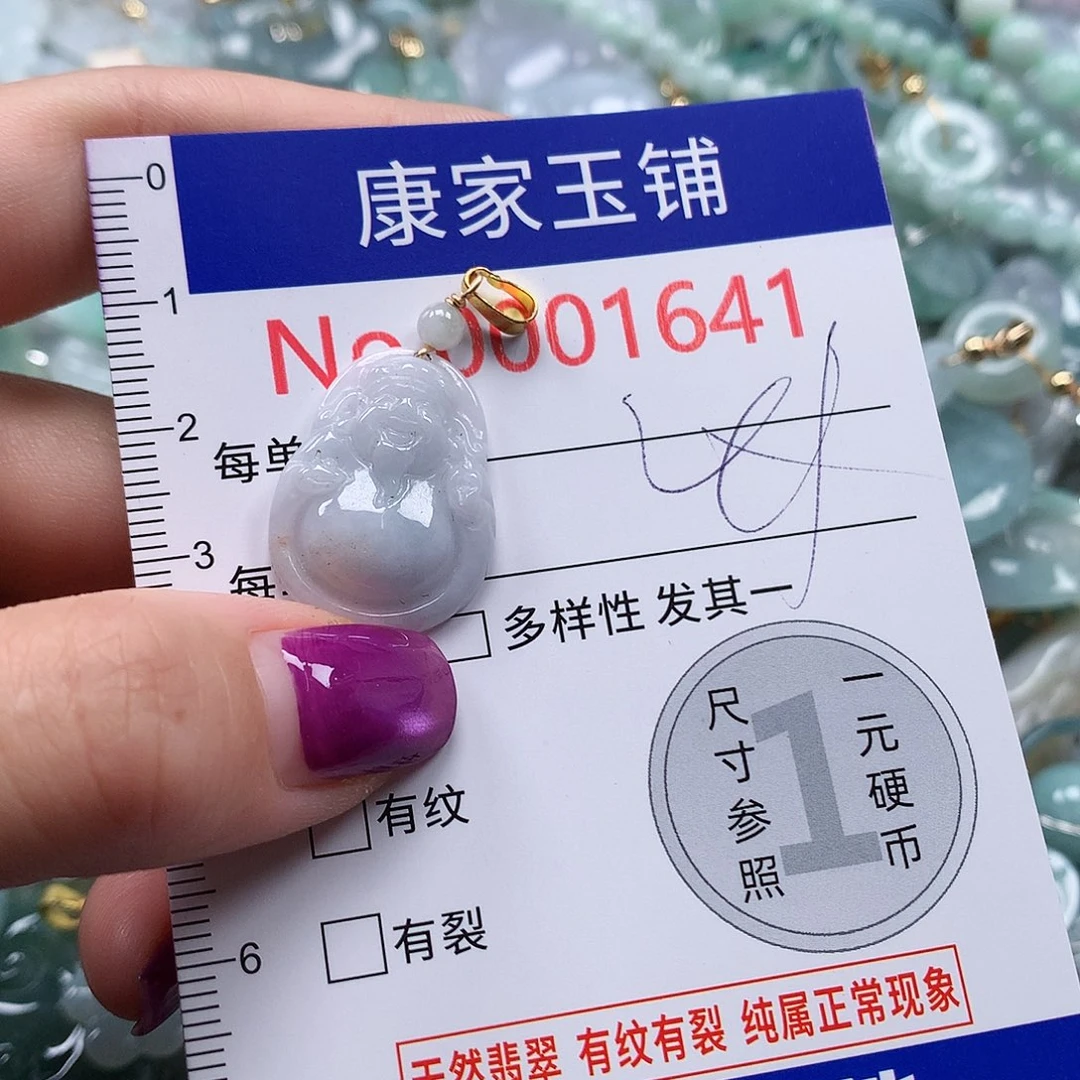 康家玉铺
No.0001641
0
1
2
3
6
每单
每
多样性 发其一
尺寸参照
1
一元硬币
有纹
有裂
天然翡翠 有纹有裂 纯属正常现象